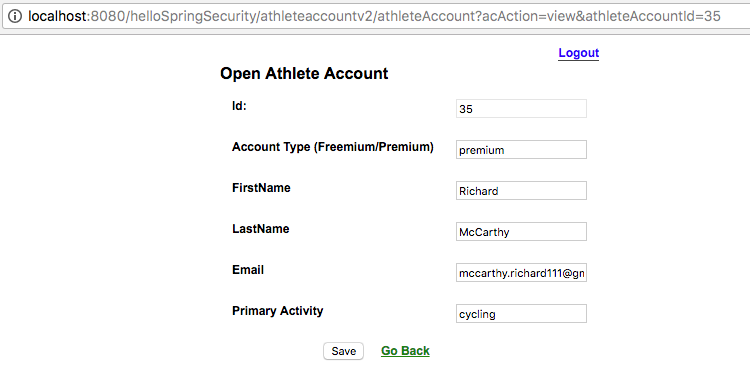 localhost:8080/helloSpringSecurity/athleteaccountv2/athleteAccount?acAction=view&athleteAccountId=35
Logout
Open Athlete Account
Id: 35
Account Type (Freemium/Premium) premium
FirstName Richard
LastName McCarthy
Email mccarthy.richard111@gn
Primary Activity cycling
Save Go Back